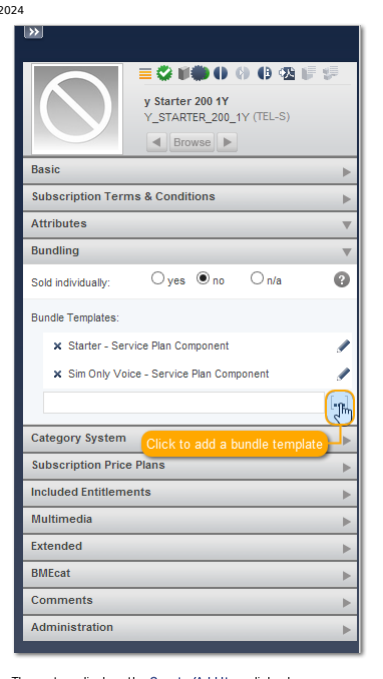 2024
y Starter 200 1Y
Y_STARTER_200_1Y (TEL-S)
Browse
Basic
Subscription Terms & Conditions
Attributes
Bundling
Sold individually: yes no n/a ?
Bundle Templates:
Starter - Service Plan Component
Sim Only Voice - Service Plan Component
Category System
Click to add a bundle template
Subscription Price Plans
Included Entitlements
Multimedia
Extended
BMEcat
Comments
Administration